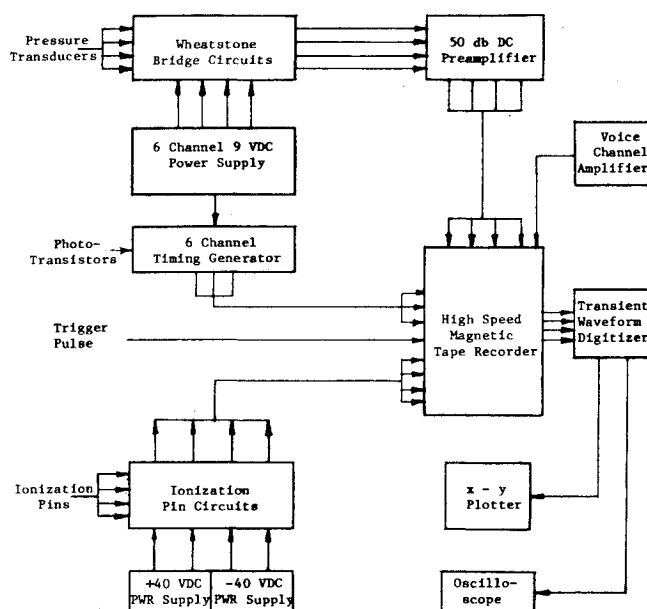 Pressure
Transducers
Wheatstone
Bridge Circuits
50 db DC
Preamplifier
6 Channel 9 VDC
Power Supply
Voice
Channel
Amplifier
Photo-
Transistors
6 Channel
Timing Generator
High Speed
Magnetic
Tape Recorder
Transient
Waveform
Digitizer
Trigger
Pulse
Ionization
Pins
Ionization
Pin Circuits
x - y
Plotter
+40 VDC
PWR Supply
-40 VDC
PWR Supply
Oscillo-
scope